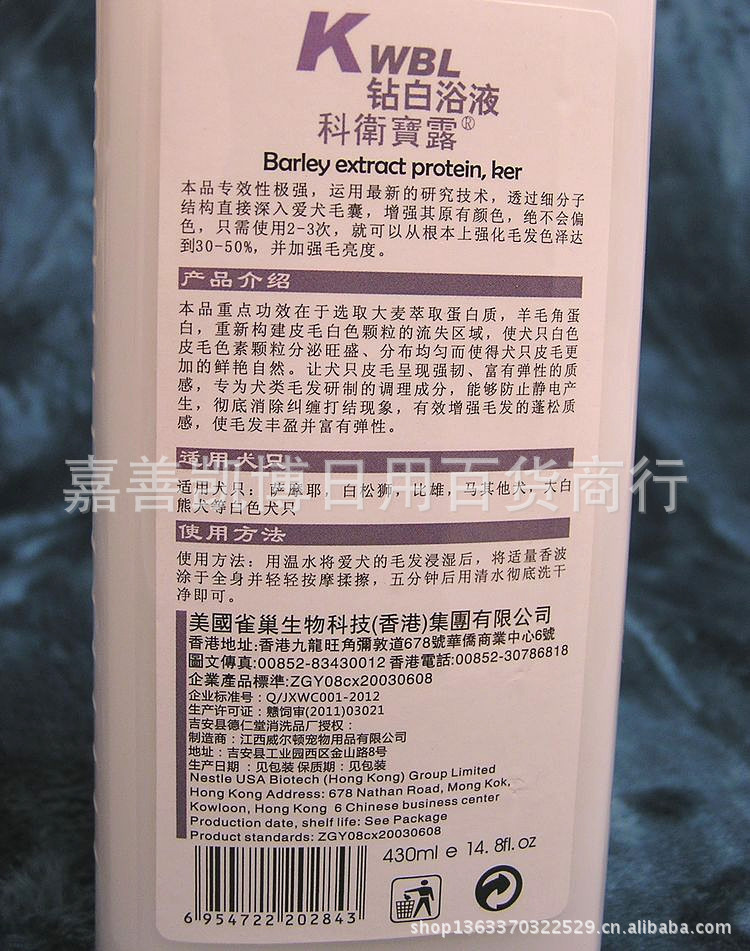 KWBL
钻白浴液
科衛寶露®
Barley extract protein, ker
本品专效性极强，运用最新的研究技术，透过细分子
结构直接深入爱犬毛囊，增强其原有颜色，绝不会偏
色，只需使用2-3次，就可以从根本上强化毛发色泽达
到30-50%，并加强毛亮度。
产品介绍
本品重点功效在于选取大麦萃取蛋白质，羊毛角蛋
白，重新构建皮毛白色颗粒的流失区域，使犬只白色
皮毛色素颗粒分泌旺盛、分布均匀而使得犬只皮毛更
加的鲜艳自然。让犬只皮毛呈现强韧、富有弹性的质
感，专为犬类毛发研制的调理成分，能够防止静电产
生，彻底消除纠缠打结现象，有效增强毛发的蓬松质
感，使毛发丰盈并富有弹性。
适用犬只
适用犬只：萨摩耶，白松狮，比雄，马其他犬，大白
熊犬等白色犬只
使用方法
使用方法：用温水将爱犬的毛发浸湿后，将适量香波
涂于全身并轻轻按摩揉擦，五分钟后用清水彻底洗干
净即可。
美國雀巢生物科技(香港)集團有限公司
香港地址:香港九龍旺角彌敦道678號華僑商業中心6號
圖文傳真:00852-83430012 香港電話:00852-30786818
企業產品標準:ZGY08cx20030608
企业标准号：Q/JXWC001-2012
生产许可证：赣饲审(2011)03021
吉安县德仁堂消洗品厂授权：
制造商：江西威尔顿宠物用品有限公司
地址：吉安县工业园西区金山路8号
生产日期：见包装 保质期：见包装
Nestle USA Biotech (Hong Kong) Group Limited
Hong Kong Address: 678 Nathan Road, Mong Kok,
Kowloon, Hong Kong 6 Chinese business center
Production date, shelf life: See Package
Product standards: ZGY08cx20030608
430ml e 14.8fl.oz
6 954722 202843
嘉善 博日用百货商行
shop1363370322529.cn.alibaba.com